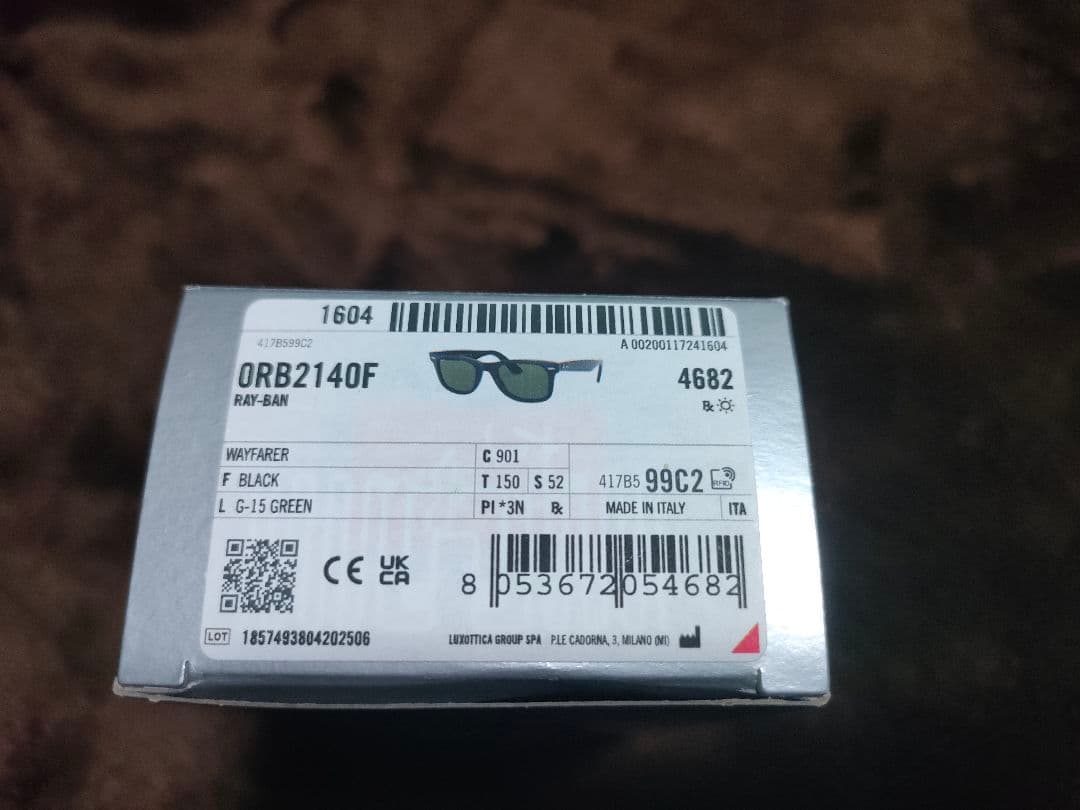 1604
A 00200117241604
417B599C2
0RB2140F
RAY-BAN
4682
℞
WAYFARER
C 901
F BLACK
T 150 S 52
417B5 99C2 RFID
L G-15 GREEN
PI *3N ℞
MADE IN ITALY
ITA
CE UK CA
8 053672 054682
LOT 1857493804202506
LUXOTTICA GROUP SPA P.LE CADORNA, 3, MILANO (MI)